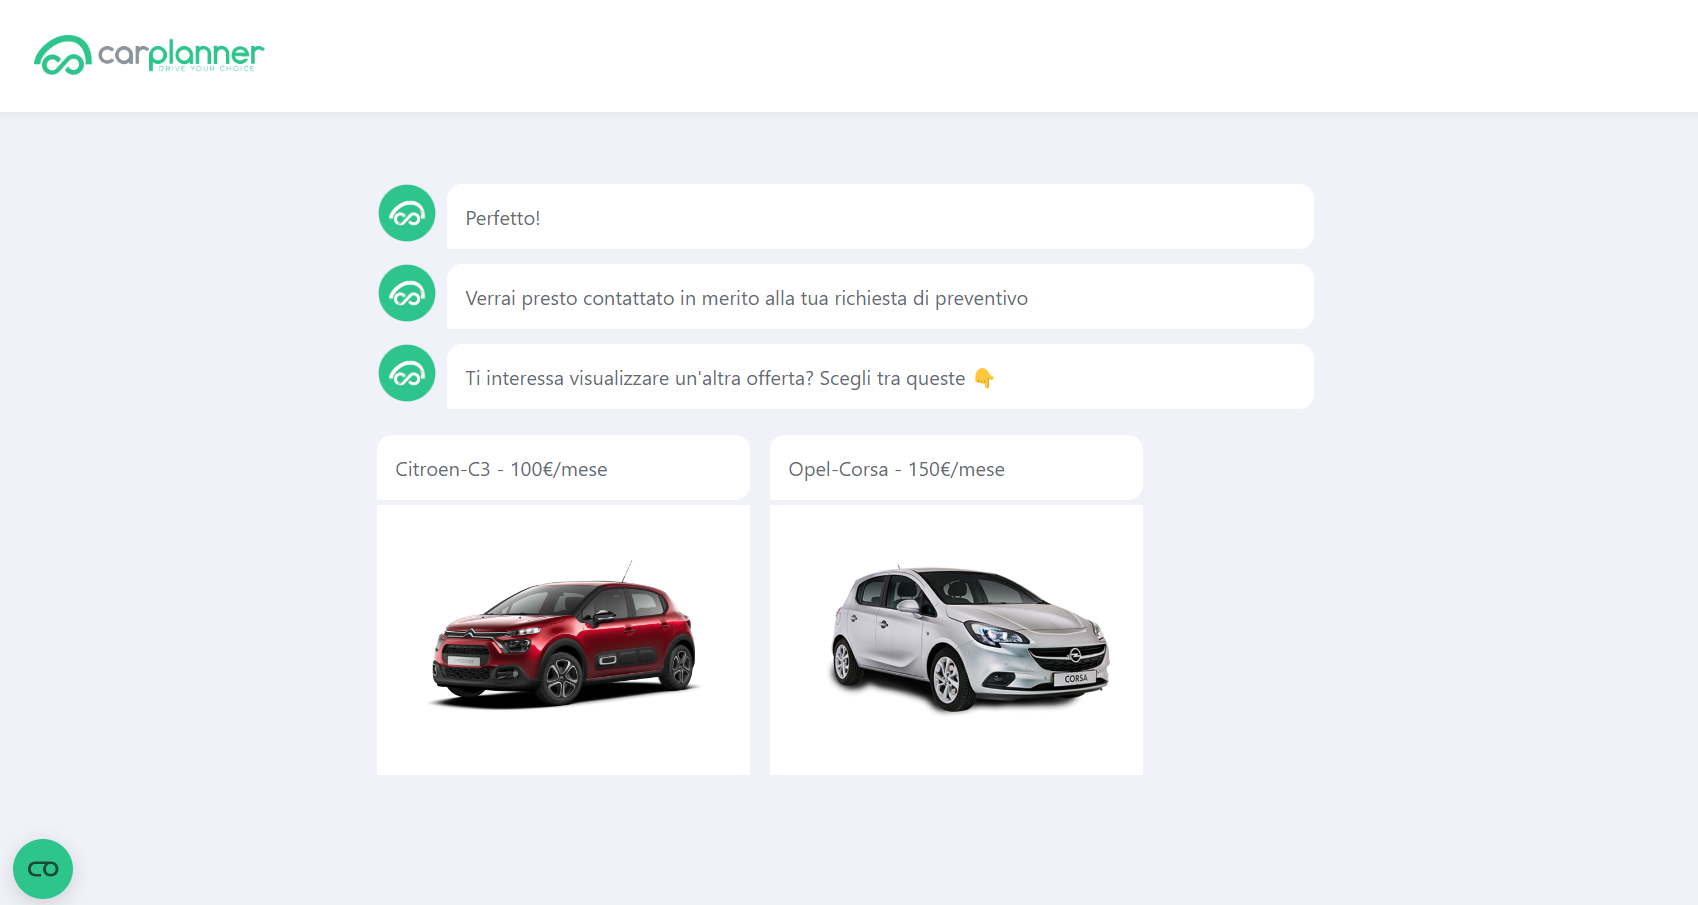 carplanner
DRIVE YOUR CHOICE
Perfetto!
Verrai presto contattato in merito alla tua richiesta di preventivo
Ti interessa visualizzare un'altra offerta? Scegli tra queste 👇
Citroen-C3 - 100€/mese
Opel-Corsa - 150€/mese
CORSA